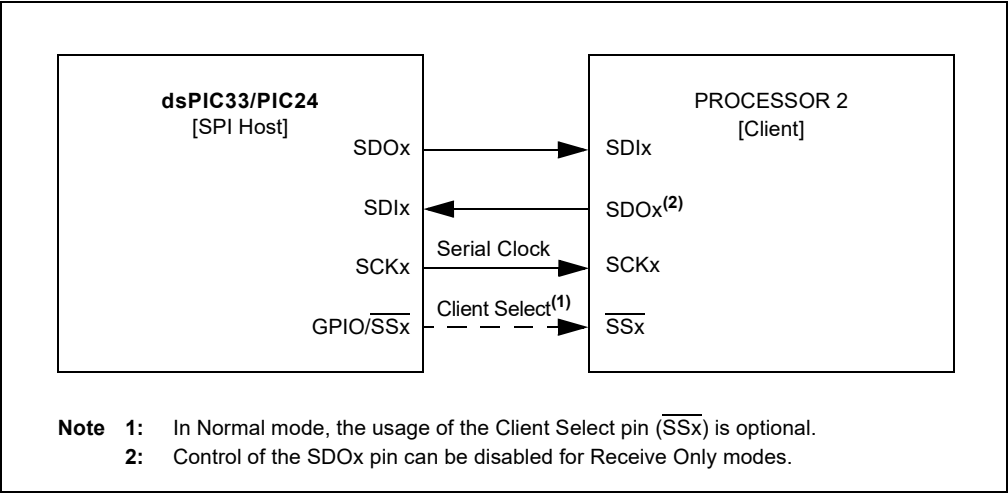 dsPIC33/PIC24
[SPI Host]
PROCESSOR 2
[Client]
SDOx
SDIx
SDIx
SDOx(2)
Serial Clock
SCKx
SCKx
Client Select(1)
GPIO/SSx
SSx
Note 1: In Normal mode, the usage of the Client Select pin (SSx) is optional.
2: Control of the SDOx pin can be disabled for Receive Only modes.